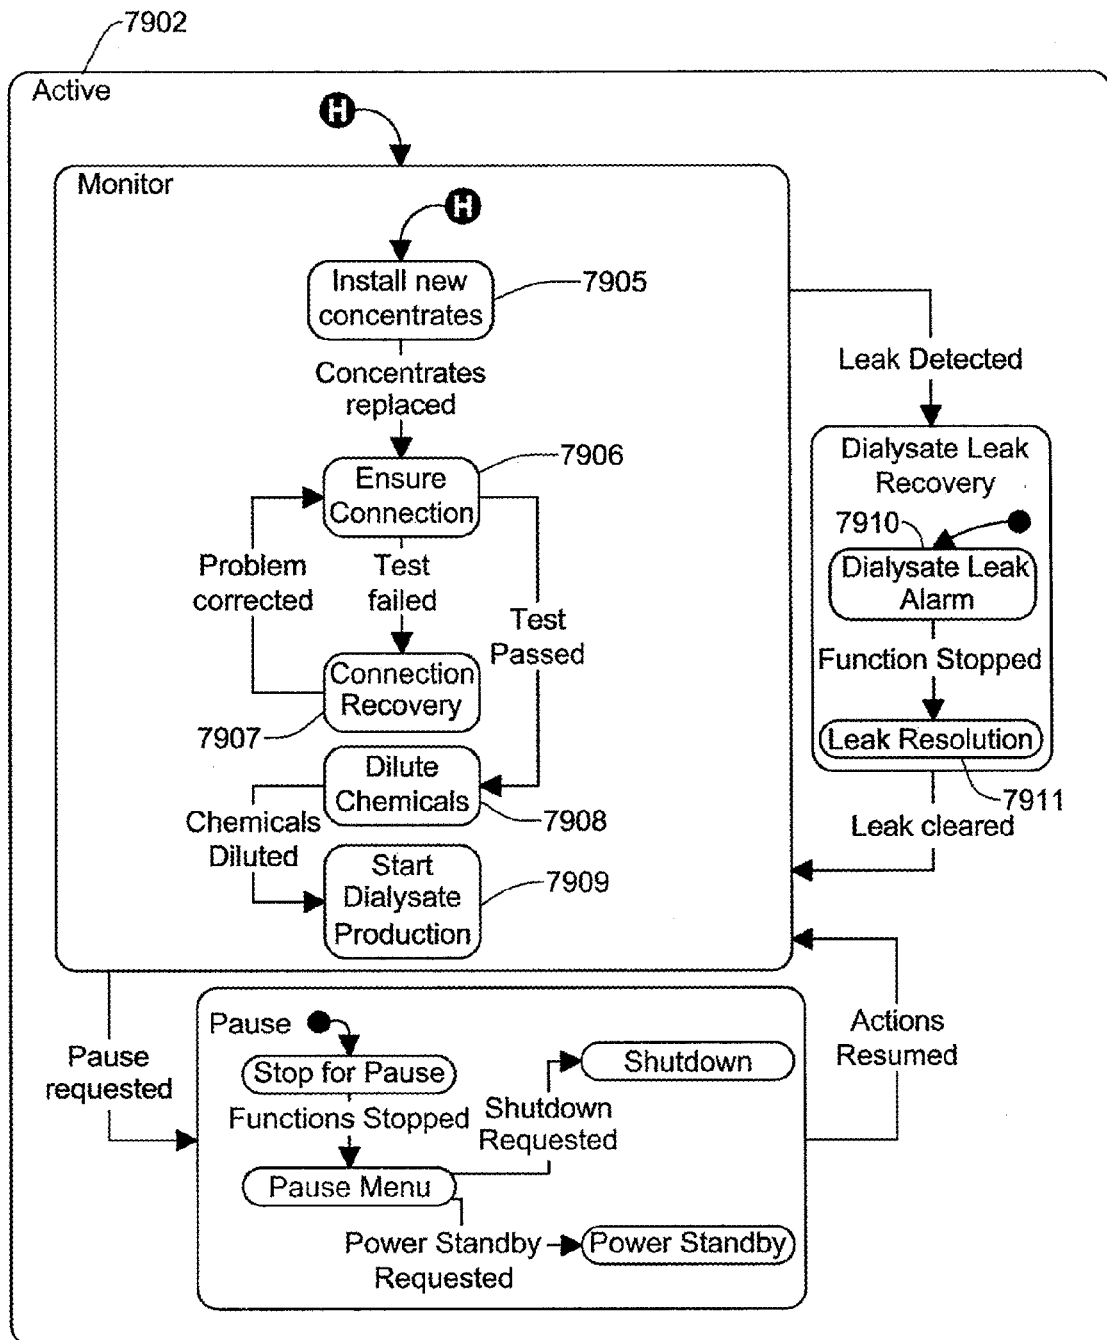 7902
Active
H
Monitor
H
Install new
concentrates
7905
Concentrates
replaced
7906
Ensure
Connection
Problem
corrected
Test
failed
Test
Passed
Connection
Recovery
7907
Dilute
Chemicals
7908
Chemicals
Diluted
Start
Dialysate
Production
7909
Leak Detected
Dialysate Leak
Recovery
7910
Dialysate Leak
Alarm
Function Stopped
Leak Resolution
7911
Leak cleared
Pause
requested
Pause
Stop for Pause
Functions Stopped
Pause Menu
Shutdown
Shutdown
Requested
Power Standby
Requested
Power Standby
Actions
Resumed